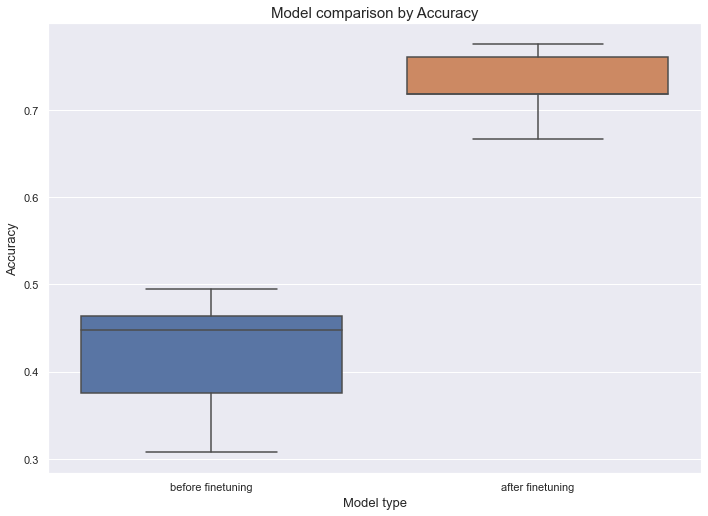 Model comparison by Accuracy
Accuracy
0.7
0.6
0.5
0.4
0.3
before finetuning
after finetuning
Model type